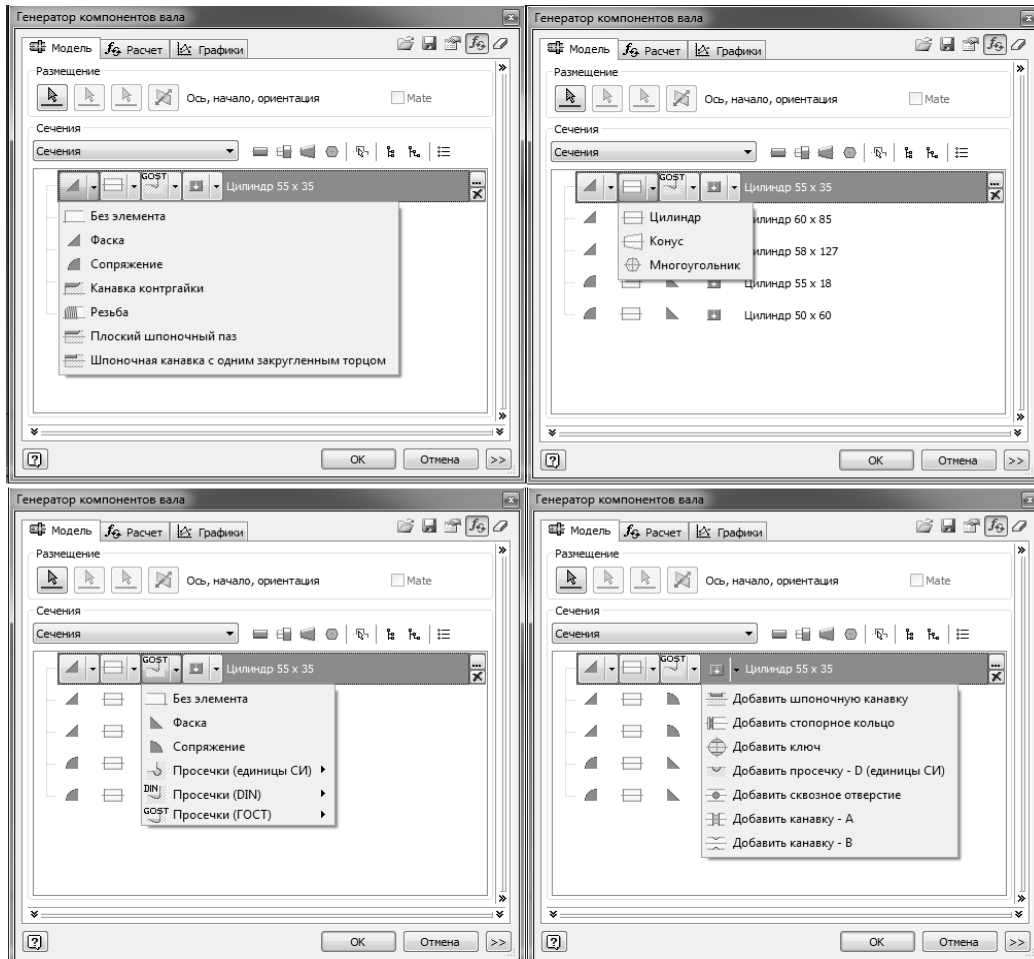 Генератор компонентов вала
Модель
Расчет
Графики
Размещение
Ось, начало, ориентация
Mate
Сечения
Сечения
GOST
Цилиндр 55 x 35
Без элемента
Фаска
Сопряжение
Канавка контргайки
Резьба
Плоский шпоночный паз
Шпоночная канавка с одним закругленным торцом
OK
Отмена
>>
Генератор компонентов вала
Модель
Расчет
Графики
Размещение
Ось, начало, ориентация
Mate
Сечения
Сечения
GOST
Цилиндр 55 x 35
Цилиндр
Конус
Многоугольник
линдр 60 x 85
линдр 58 x 127
Цилиндр 55 x 18
Цилиндр 50 x 60
OK
Отмена
>>
Генератор компонентов вала
Модель
Расчет
Графики
Размещение
Ось, начало, ориентация
Mate
Сечения
Сечения
GOST
Цилиндр 55 x 35
Без элемента
Фаска
Сопряжение
Просечки (единицы СИ)
DIN Просечки (DIN)
GOST Просечки (ГОСТ)
OK
Отмена
>>
Генератор компонентов вала
Модель
Расчет
Графики
Размещение
Ось, начало, ориентация
Mate
Сечения
Сечения
GOST
Цилиндр 55 x 35
Добавить шпоночную канавку
Добавить стопорное кольцо
Добавить ключ
Добавить просечку - D (единицы СИ)
Добавить сквозное отверстие
Добавить канавку - A
Добавить канавку - B
OK
Отмена
>>